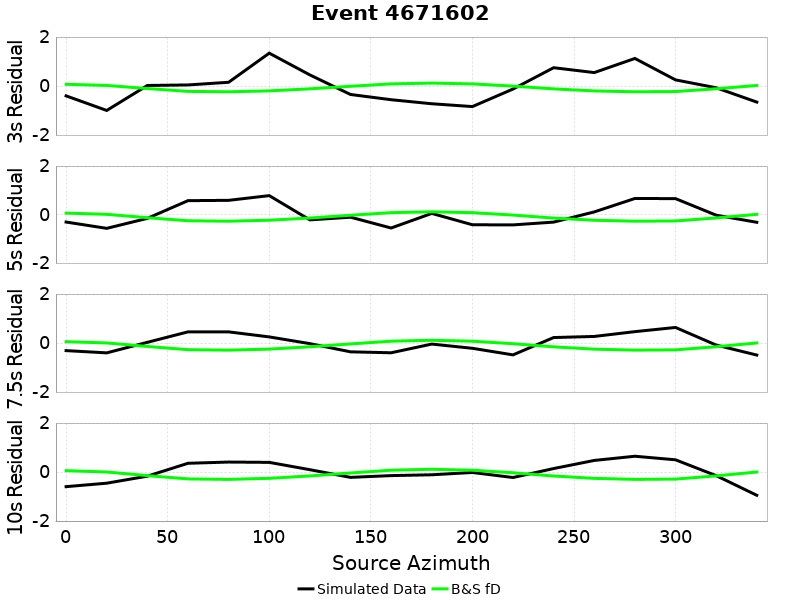 Event 4671602
3s Residual
2
0
-2
5s Residual
2
0
-2
7.5s Residual
2
0
-2
10s Residual
2
0
-2
0 50 100 150 200 250 300
Source Azimuth
Simulated Data B&S fD